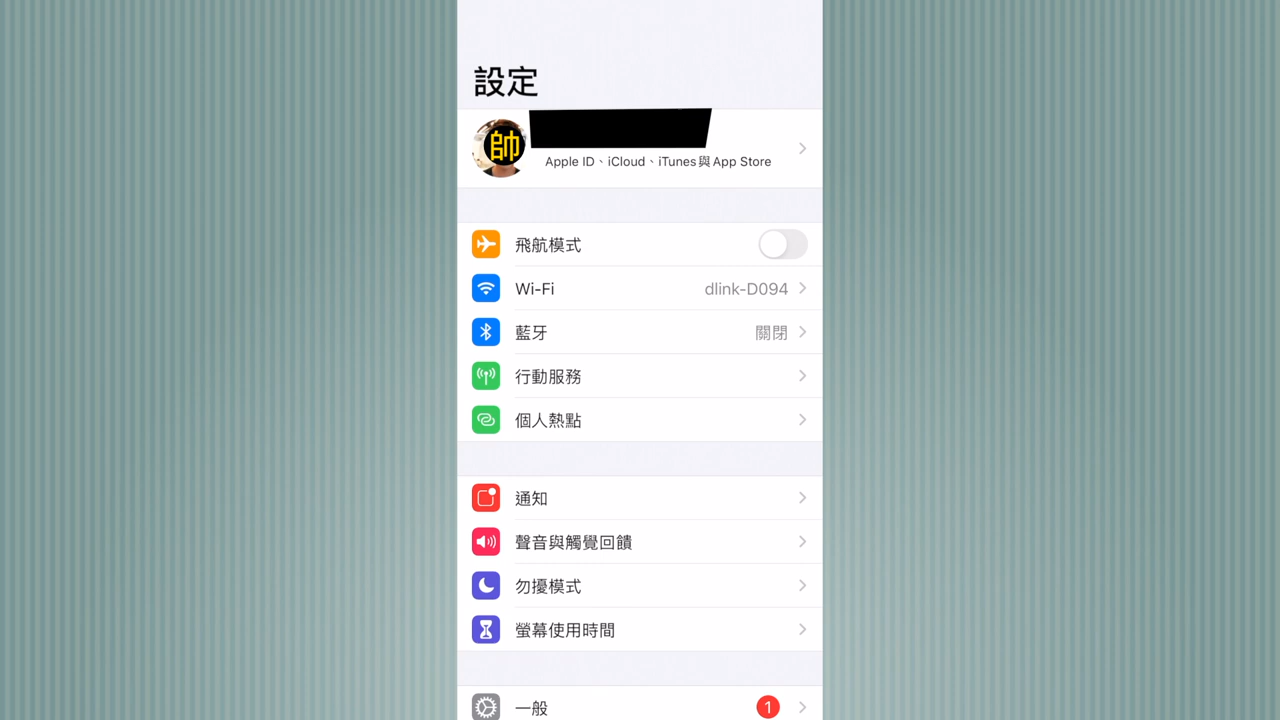 設定
帥
Apple ID、iCloud、iTunes與App Store
飛航模式
Wi-Fi dlink-D094
藍牙 關閉
行動服務
個人熱點
通知
聲音與觸覺回饋
勿擾模式
螢幕使用時間
一般 1